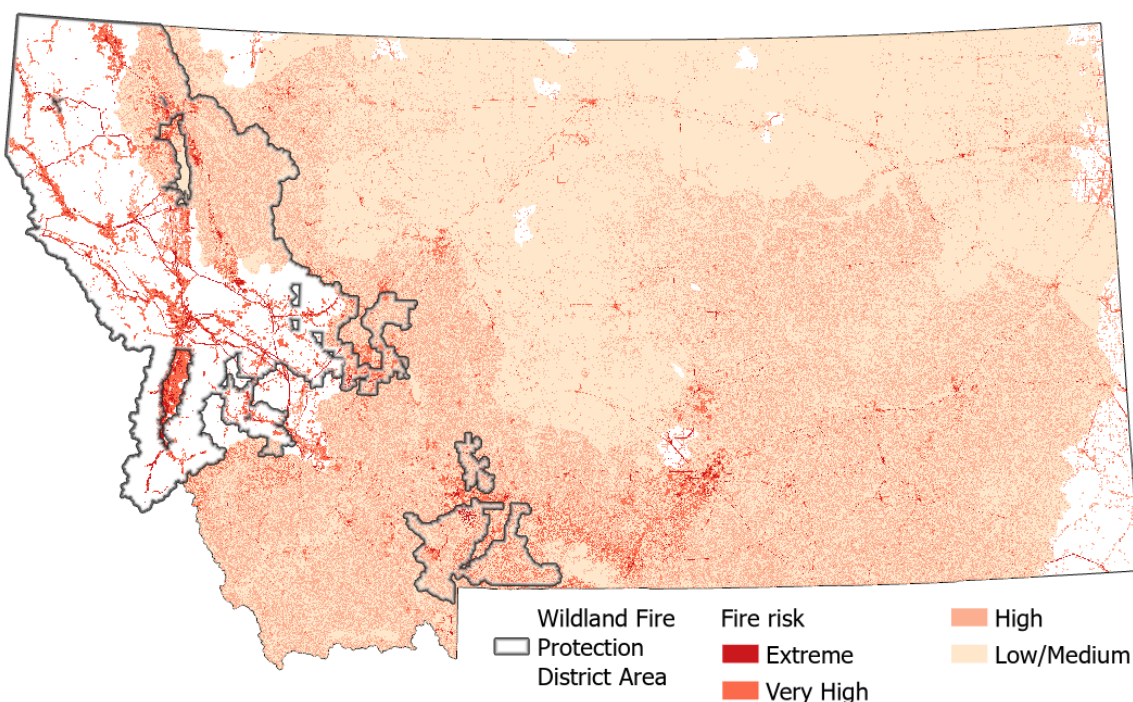 Wildland Fire
Protection
District Area
Fire risk
Extreme
Very High
High
Low/Medium